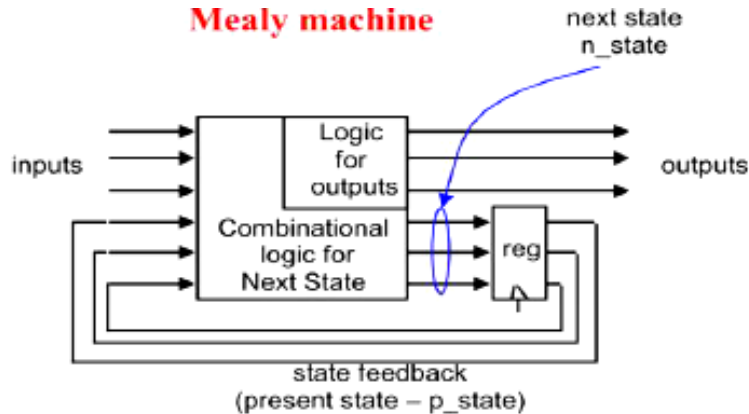 Mealy machine
next state
n_state
inputs
Logic
for
outputs
outputs
Combinational
logic for
Next State
reg
state feedback
(present state – p_state)